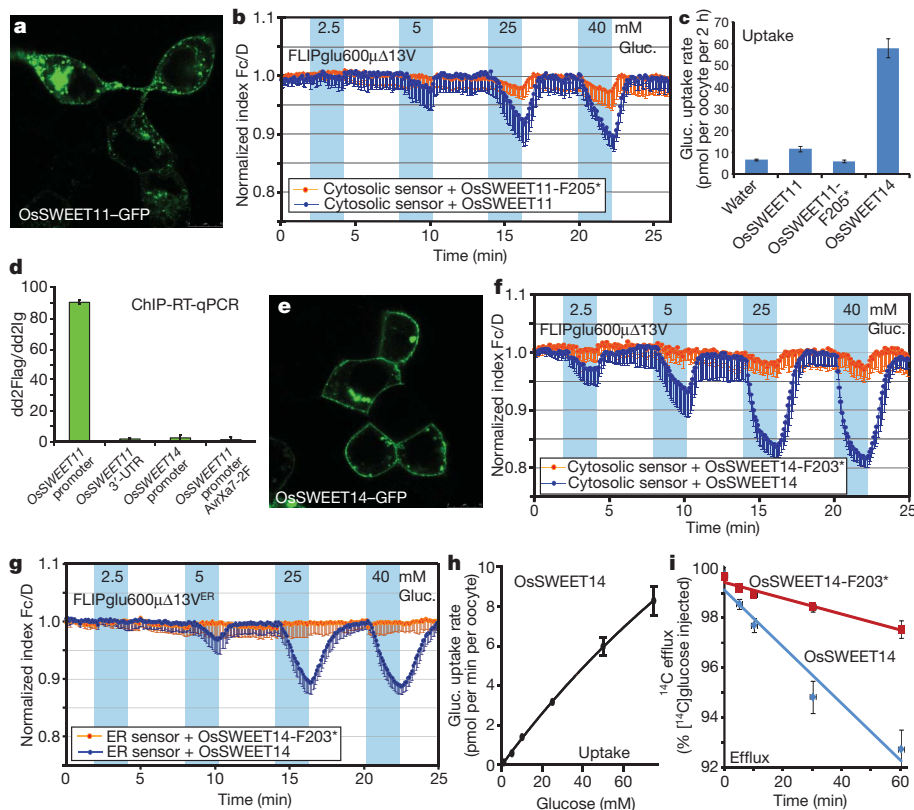 a
OsSWEET11–GFP
b
2.5 5 25 40 mM
Gluc.
FLIPglu600μΔ13V
Normalized index Fc/D
1.1
1.0
0.9
0.8
Cytosolic sensor + OsSWEET11-F205*
Cytosolic sensor + OsSWEET11
0 5 10 15 20 25
Time (min)
c
Uptake
Gluc. uptake rate
(pmol per oocyte per 2 h)
70
60
50
40
30
20
10
0
Water
OsSWEET11
OsSWEET11-
F205*
OsSWEET14
d
ChIP-RT-qPCR
dd2Flag/dd2Ig
100
80
60
40
20
0
OsSWEET11
promoter
OsSWEET11
3′-UTR
OsSWEET14
promoter
OsSWEET11
promoter
AvrXa7-2F
e
OsSWEET14–GFP
f
2.5 5 25 40 mM
Gluc.
FLIPglu600μΔ13V
Normalized index Fc/D
1.1
1.0
0.9
0.8
Cytosolic sensor + OsSWEET14-F203*
Cytosolic sensor + OsSWEET14
0 5 10 15 20 25
Time (min)
g
2.5 5 25 40 mM
Gluc.
FLIPglu600μΔ13VER
Normalized index Fc/D
1.1
1.0
0.9
0.8
ER sensor + OsSWEET14-F203*
ER sensor + OsSWEET14
0 5 10 15 20 25
Time (min)
h
OsSWEET14
Gluc. uptake rate
(pmol per min per oocyte)
10
8
6
4
2
0
Uptake
0 20 40 60
Glucose (mM)
i
OsSWEET14-F203*
OsSWEET14
14C efflux
(% [14C]glucose injected)
100
98
96
94
92
Efflux
0 20 40 60
Time (min)